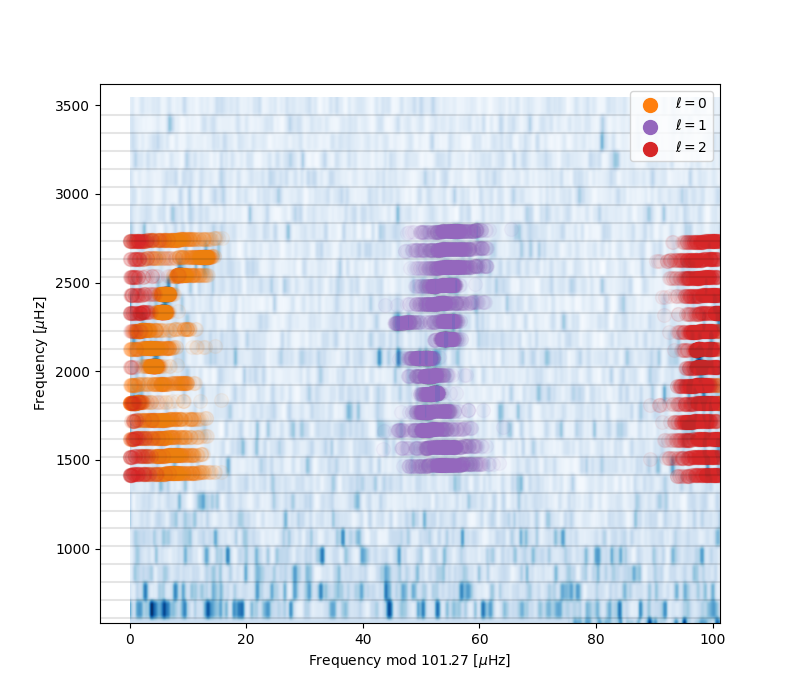 3500
3000
2500
2000
1500
1000
Frequency [μHz]
ℓ = 0
ℓ = 1
ℓ = 2
0 20 40 60 80 100
Frequency mod 101.27 [μHz]